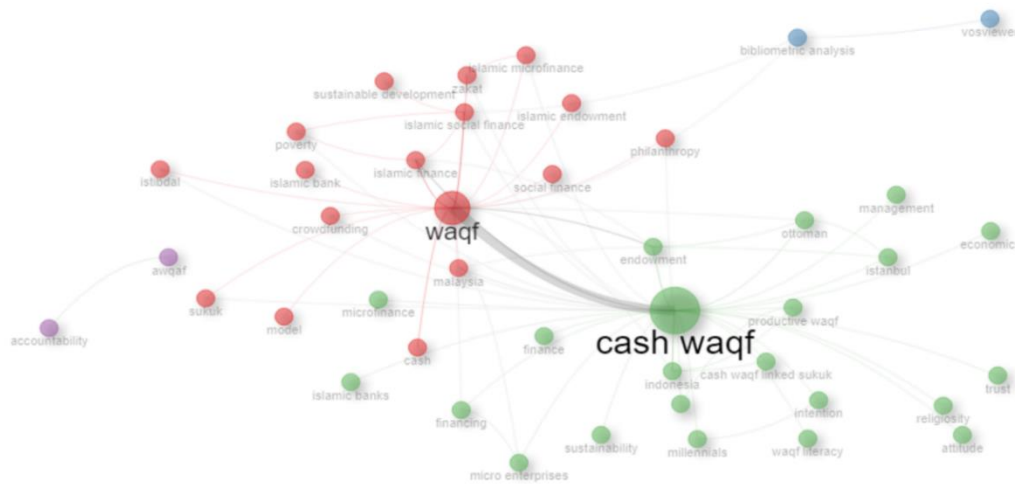 vosviewe
bibliometric analysis
islamic microfinance
zakat
sustainable development
islamic endowment
islamic social finance
poverty
philanthropy
islamic finance
istibdal
islamic bank
social finance
management
crowdfunding
waqf
ottoman
economic
endowment
awqaf
istanbul
malaysia
sukuk
microfinance
productive waqf
model
accountability
cash waqf
finance
cash
indonesia
cash waqf linked sukuk
trust
islamic banks
intention
religiosity
financing
sustainability
millennials
waqf literacy
attitude
micro enterprises